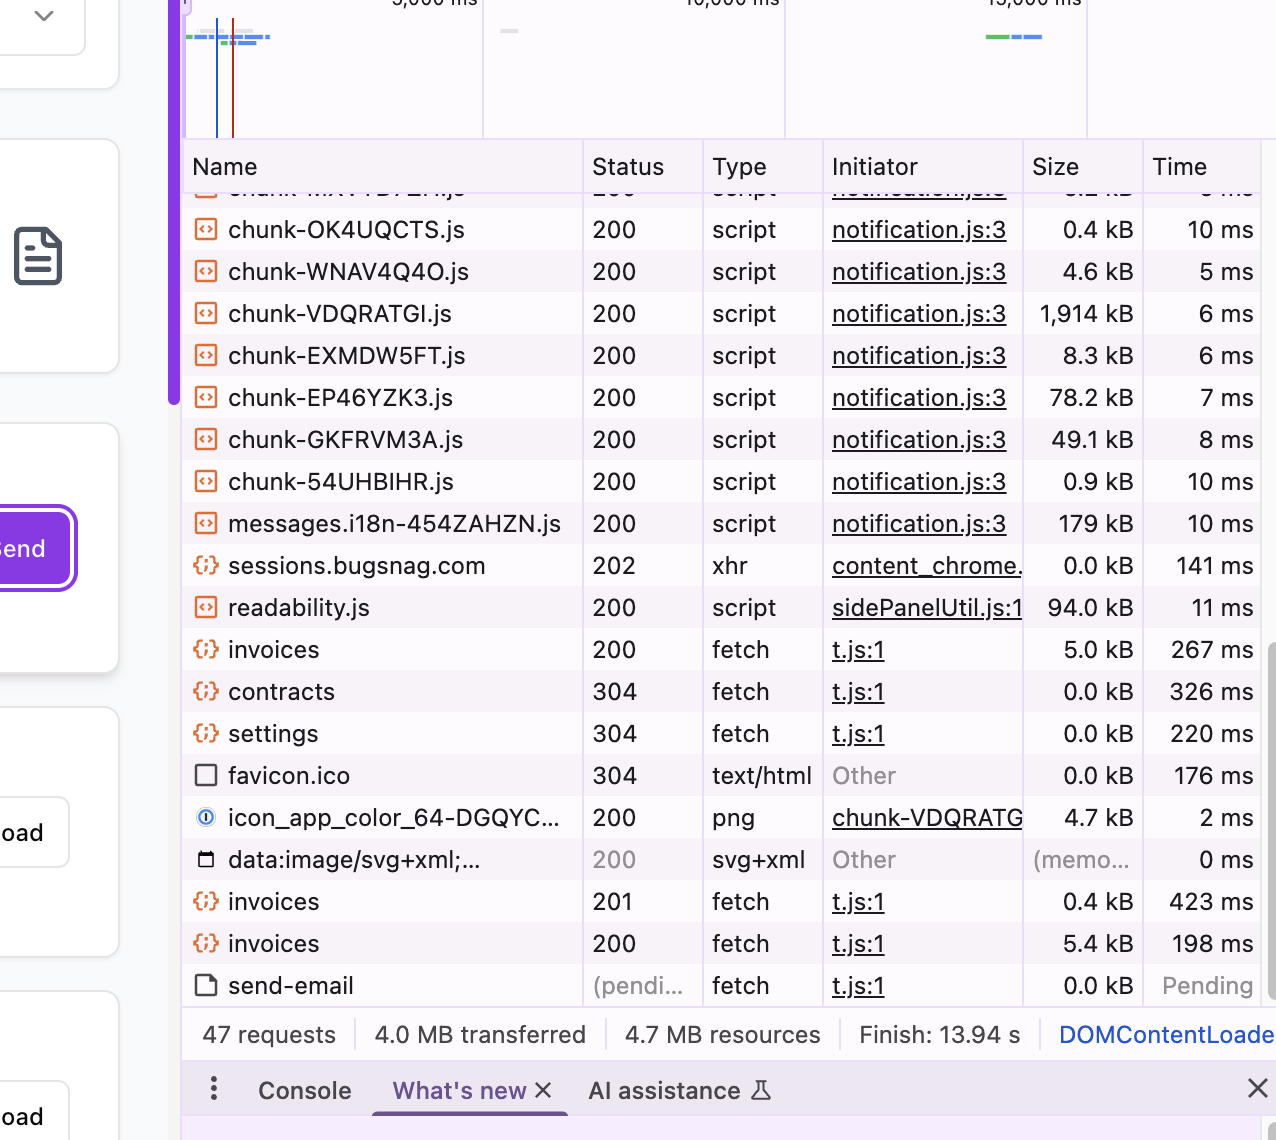 5,000 ms 10,000 ms 15,000 ms
Name Status Type Initiator Size Time
200 script notification.js:3
chunk-OK4UQCTS.js 200 script notification.js:3 0.4 kB 10 ms
chunk-WNAV4Q4O.js 200 script notification.js:3 4.6 kB 5 ms
chunk-VDQRATGI.js 200 script notification.js:3 1,914 kB 6 ms
chunk-EXMDW5FT.js 200 script notification.js:3 8.3 kB 6 ms
chunk-EP46YZK3.js 200 script notification.js:3 78.2 kB 7 ms
chunk-GKFRVM3A.js 200 script notification.js:3 49.1 kB 8 ms
chunk-54UHBIHR.js 200 script notification.js:3 0.9 kB 10 ms
messages.i18n-454ZAHZN.js 200 script notification.js:3 179 kB 10 ms
Send
sessions.bugsnag.com 202 xhr content_chrome. 0.0 kB 141 ms
readability.js 200 script sidePanelUtil.js:1 94.0 kB 11 ms
invoices 200 fetch t.js:1 5.0 kB 267 ms
contracts 304 fetch t.js:1 0.0 kB 326 ms
settings 304 fetch t.js:1 0.0 kB 220 ms
favicon.ico 304 text/html Other 0.0 kB 176 ms
icon_app_color_64-DGQYC... 200 png chunk-VDQRATG 4.7 kB 2 ms
oad
data:image/svg+xml;... 200 svg+xml Other (memo... 0 ms
invoices 201 fetch t.js:1 0.4 kB 423 ms
invoices 200 fetch t.js:1 5.4 kB 198 ms
send-email (pendi... fetch t.js:1 0.0 kB Pending
47 requests 4.0 MB transferred 4.7 MB resources Finish: 13.94 s DOMContentLoade
Console What's new AI assistance
oad